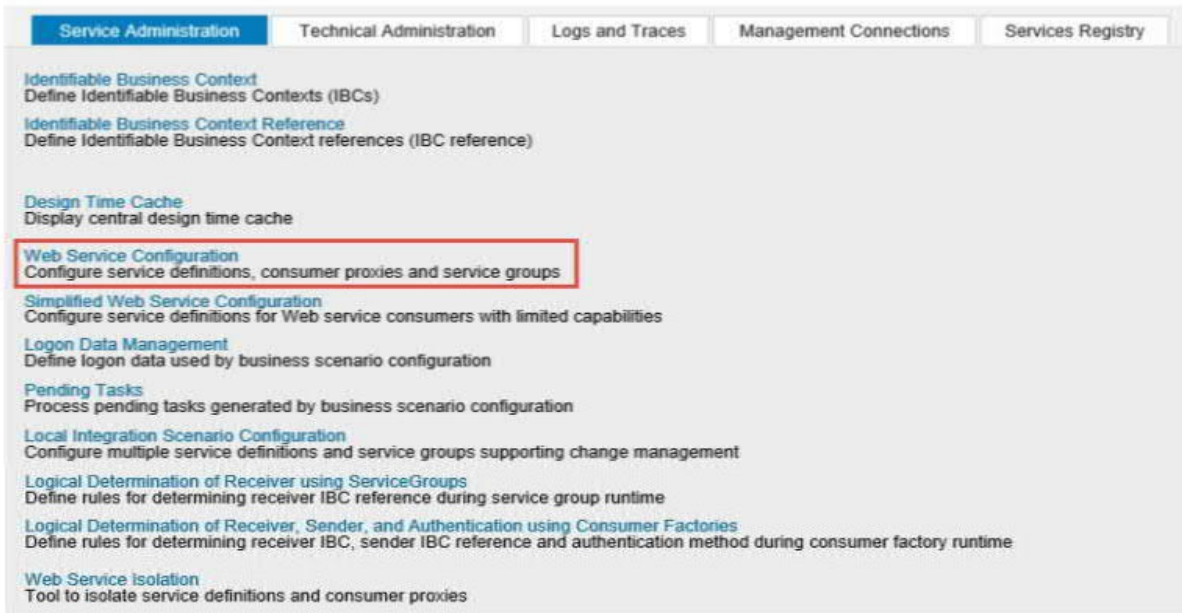 Service Administration Technical Administration Logs and Traces Management Connections Services Registry
Identifiable Business Context
Define Identifiable Business Contexts (IBCs)
Identifiable Business Context Reference
Define Identifiable Business Context references (IBC reference)
Design Time Cache
Display central design time cache
Web Service Configuration
Configure service definitions, consumer proxies and service groups
Simplified Web Service Configuration
Configure service definitions for Web service consumers with limited capabilities
Logon Data Management
Define logon data used by business scenario configuration
Pending Tasks
Process pending tasks generated by business scenario configuration
Local Integration Scenario Configuration
Configure multiple service definitions and service groups supporting change management
Logical Determination of Receiver using ServiceGroups
Define rules for determining receiver IBC reference during service group runtime
Logical Determination of Receiver, Sender, and Authentication using Consumer Factories
Define rules for determining receiver IBC, sender IBC reference and authentication method during consumer factory runtime
Web Service Isolation
Tool to isolate service definitions and consumer proxies